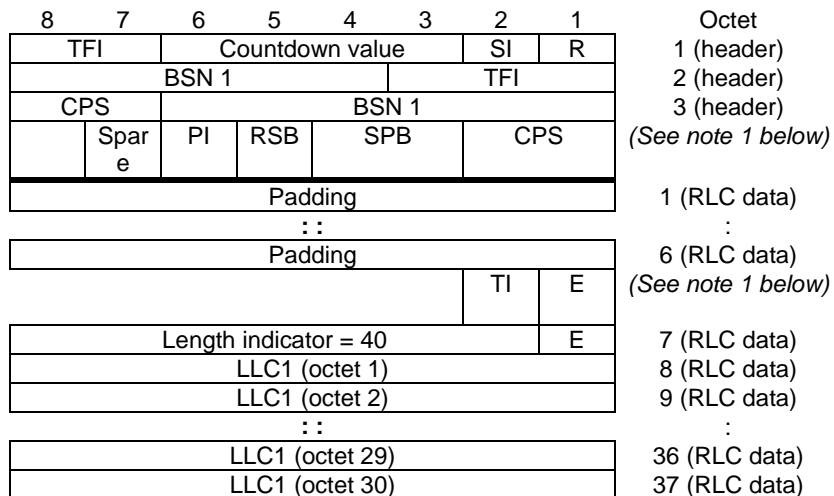 8 7 6 5 4 3 2 1 Octet
TFI Countdown value SI R 1 (header)
BSN 1 TFI 2 (header)
CPS BSN 1 3 (header)
Spar
e PI RSB SPB CPS (See note 1 below)
Padding 1 (RLC data)
: : :
Padding 6 (RLC data)
TI E (See note 1 below)
Length indicator = 40 E 7 (RLC data)
LLC1 (octet 1) 8 (RLC data)
LLC1 (octet 2) 9 (RLC data)
: : :
LLC1 (octet 29) 36 (RLC data)
LLC1 (octet 30) 37 (RLC data)